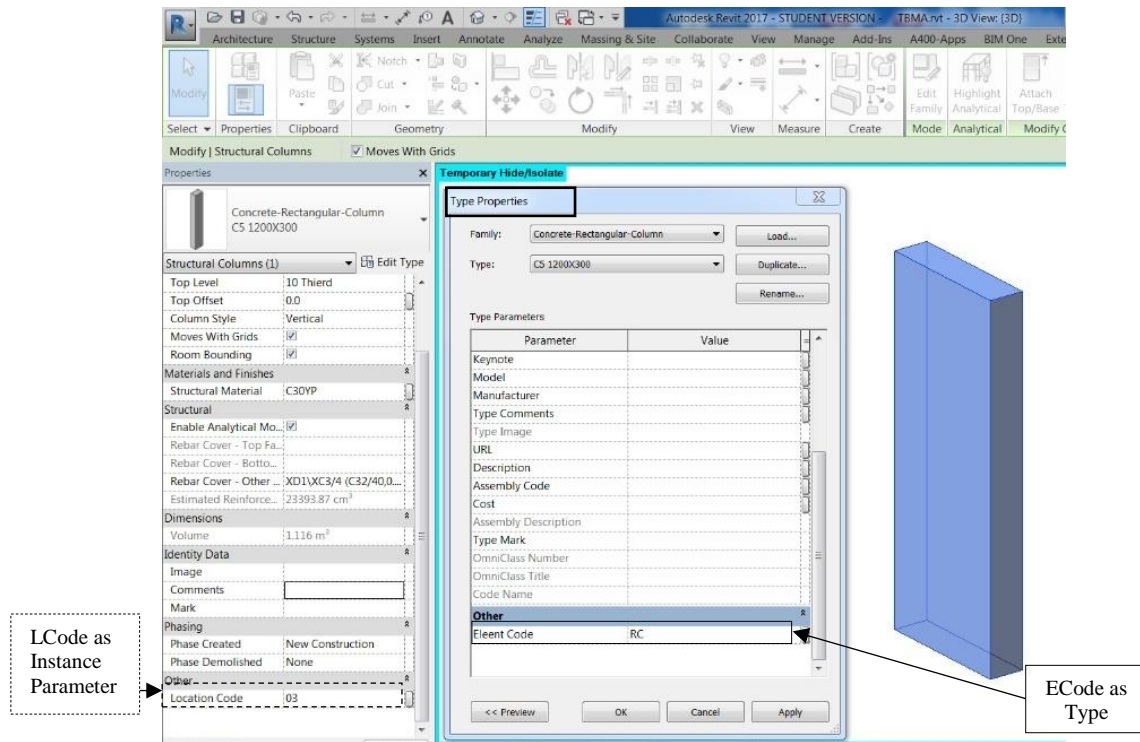 Autodesk Revit 2017 - STUDENT VERSION - TBMA.rvt - 3D View: {3D}
Architecture Structure Systems Insert Annotate Analyze Massing & Site Collaborate View Manage Add-Ins A400-Apps BIM One Exte
Modify
Paste
Notch
Cut
Join
Edit Family
Highlight Analytical
Attach Top/Base
Select Properties Clipboard Geometry Modify View Measure Create Mode Analytical Modify C
Modify | Structural Columns Moves With Grids
Properties
Concrete-Rectangular-Column
C5 1200X300
Structural Columns (1) Edit Type
Top Level 10 Thierd
Top Offset 0.0
Column Style Vertical
Moves With Grids
Room Bounding
Materials and Finishes
Structural Material C30YP
Structural
Enable Analytical Mo...
Rebar Cover - Top Fa...
Rebar Cover - Botto...
Rebar Cover - Other ... XD1\XC3/4 (C32/40,0....
Estimated Reinforce... 23393.87 cm³
Dimensions
Volume 1.116 m³
Identity Data
Image
Comments
Mark
Phasing
Phase Created New Construction
Phase Demolished None
Other
Location Code 03
LCode as
Instance
Parameter
Temporary Hide/Isolate
Type Properties
Family: Concrete-Rectangular-Column Load...
Type: C5 1200X300 Duplicate...
Rename...
Type Parameters
Parameter Value =
Keynote
Model
Manufacturer
Type Comments
Type Image
URL
Description
Assembly Code
Cost
Assembly Description
Type Mark
OmniClass Number
OmniClass Title
Code Name
Other
Eleent Code RC
<< Preview OK Cancel Apply
ECode as
Type